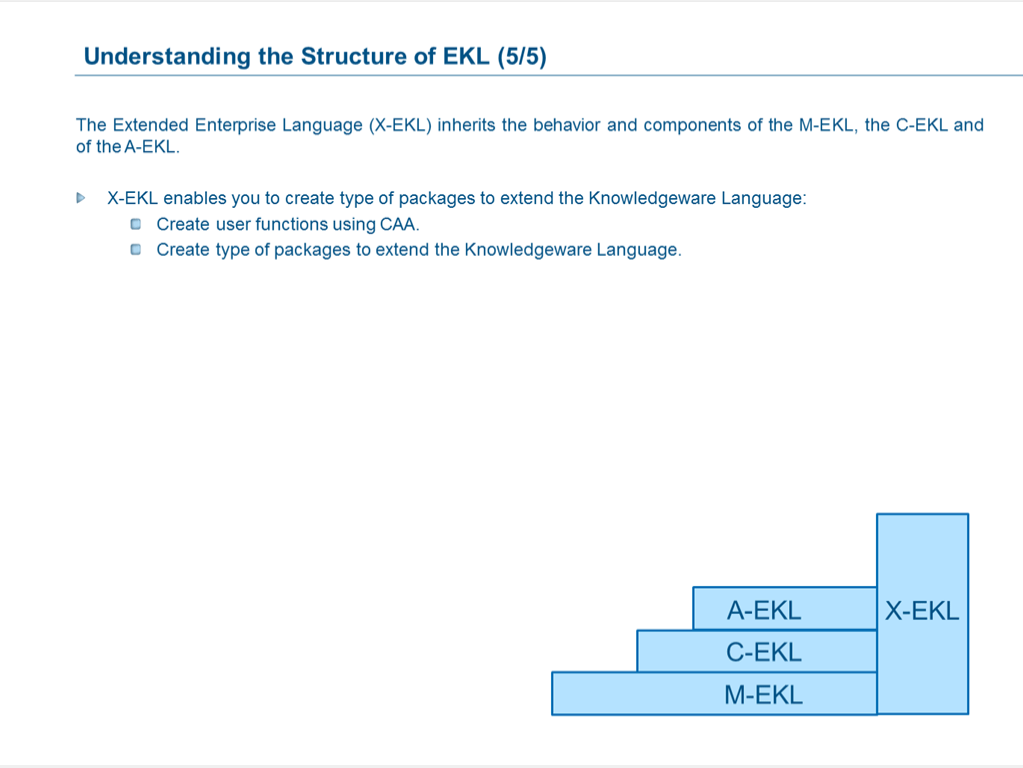 Understanding the Structure of EKL (5/5)
The Extended Enterprise Language (X-EKL) inherits the behavior and components of the M-EKL, the C-EKL and
of the A-EKL.
X-EKL enables you to create type of packages to extend the Knowledgeware Language:
Create user functions using CAA.
Create type of packages to extend the Knowledgeware Language.
A-EKL
X-EKL
C-EKL
M-EKL